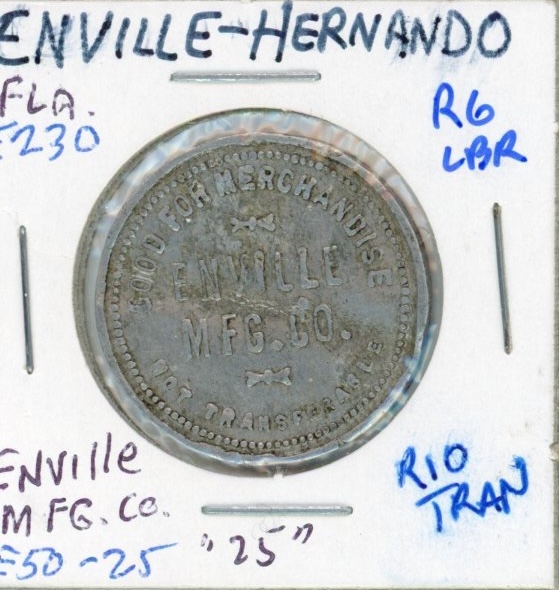 ENVILLE-HERNANDO
FLA.
E230
R6
LBR
GOOD FOR MERCHANDISE
ENVILLE
MFG. CO.
NOT TRANSFERABLE
ENVille
MFG. Co.
E50-25
"25"
R10
TRAN